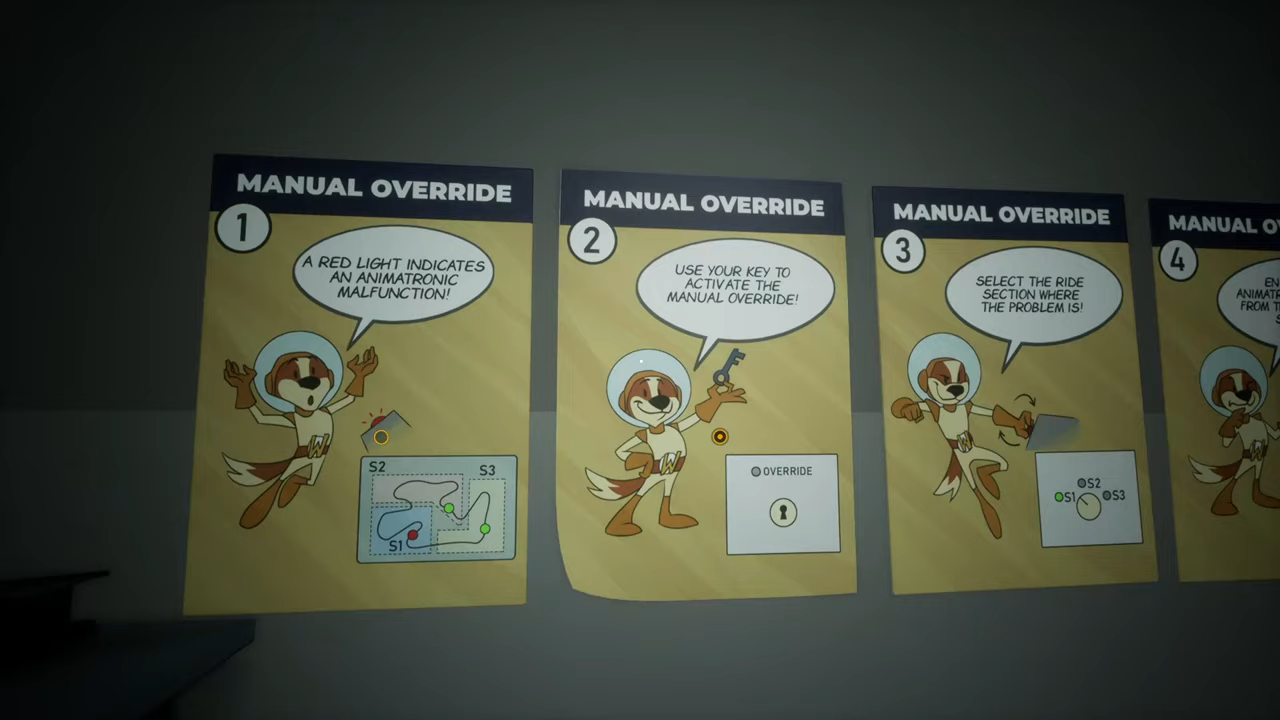 MANUAL OVERRIDE
1
A RED LIGHT INDICATES
AN ANIMATRONIC
MALFUNCTION!
W
S2
S3
S1
MANUAL OVERRIDE
2
USE YOUR KEY TO
ACTIVATE THE
MANUAL OVERRIDE!
W
OVERRIDE
MANUAL OVERRIDE
3
SELECT THE RIDE
SECTION WHERE
THE PROBLEM IS!
W
S2
S1
S3
MANUAL
4
FROM
W